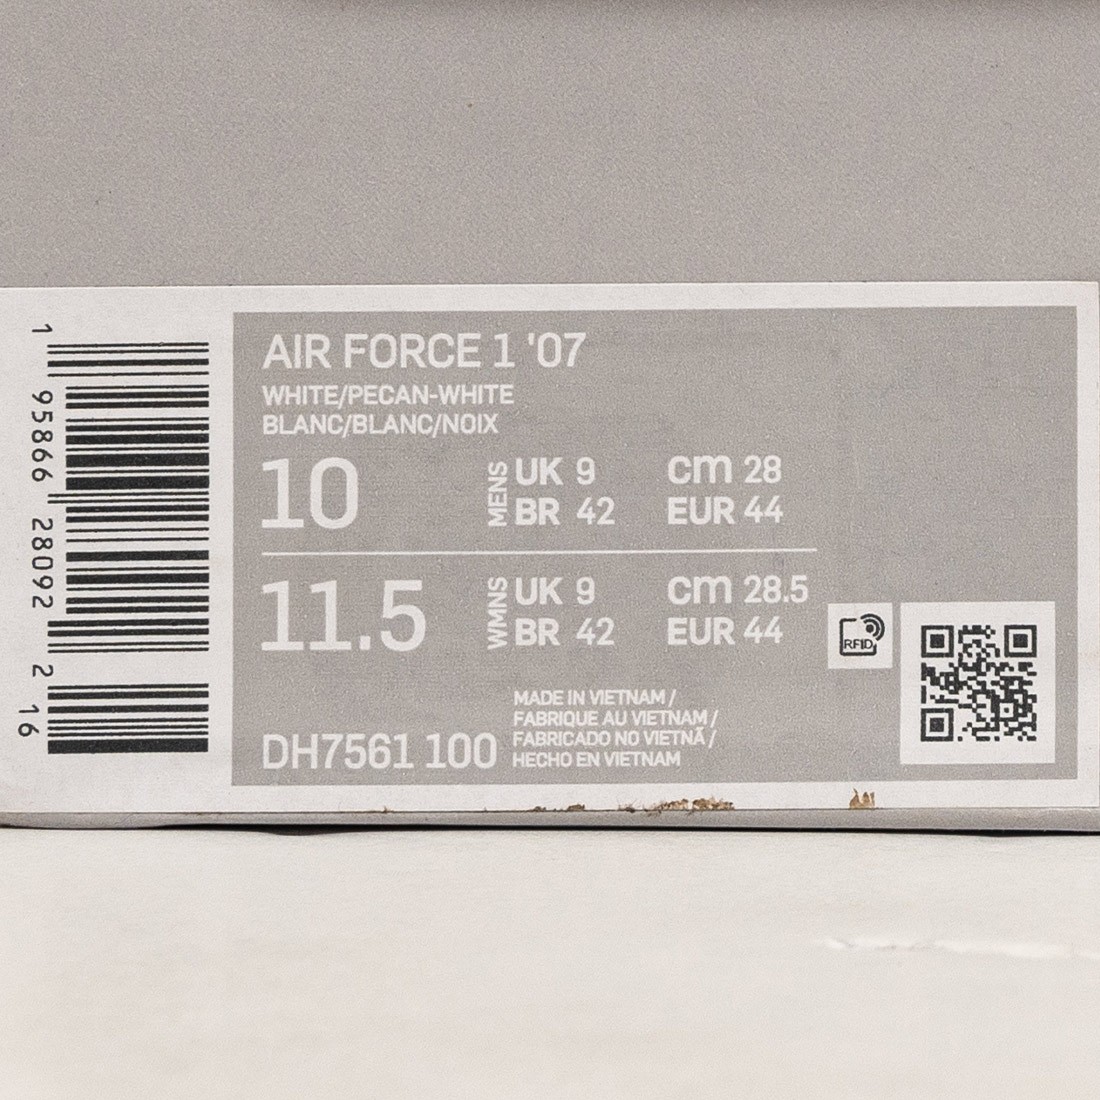 AIR FORCE 1 '07
WHITE/PECAN-WHITE
BLANC/BLANC/NOIX
10 MENS UK 9 cm 28
BR 42 EUR 44
11.5 WMNS UK 9 cm 28.5
BR 42 EUR 44
MADE IN VIETNAM /
FABRIQUE AU VIETNAM /
FABRICADO NO VIETNÃ /
HECHO EN VIETNAM
DH7561 100
RFID
1 95866 28092 2 16